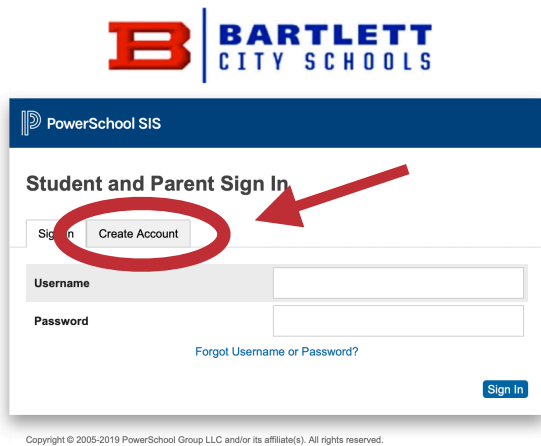 B BARTLETT
CITY SCHOOLS
PowerSchool SIS
Student and Parent Sign In
Sign In Create Account
Username
Password
Forgot Username or Password?
Sign In
Copyright © 2005-2019 PowerSchool Group LLC and/or its affiliate(s). All rights reserved.